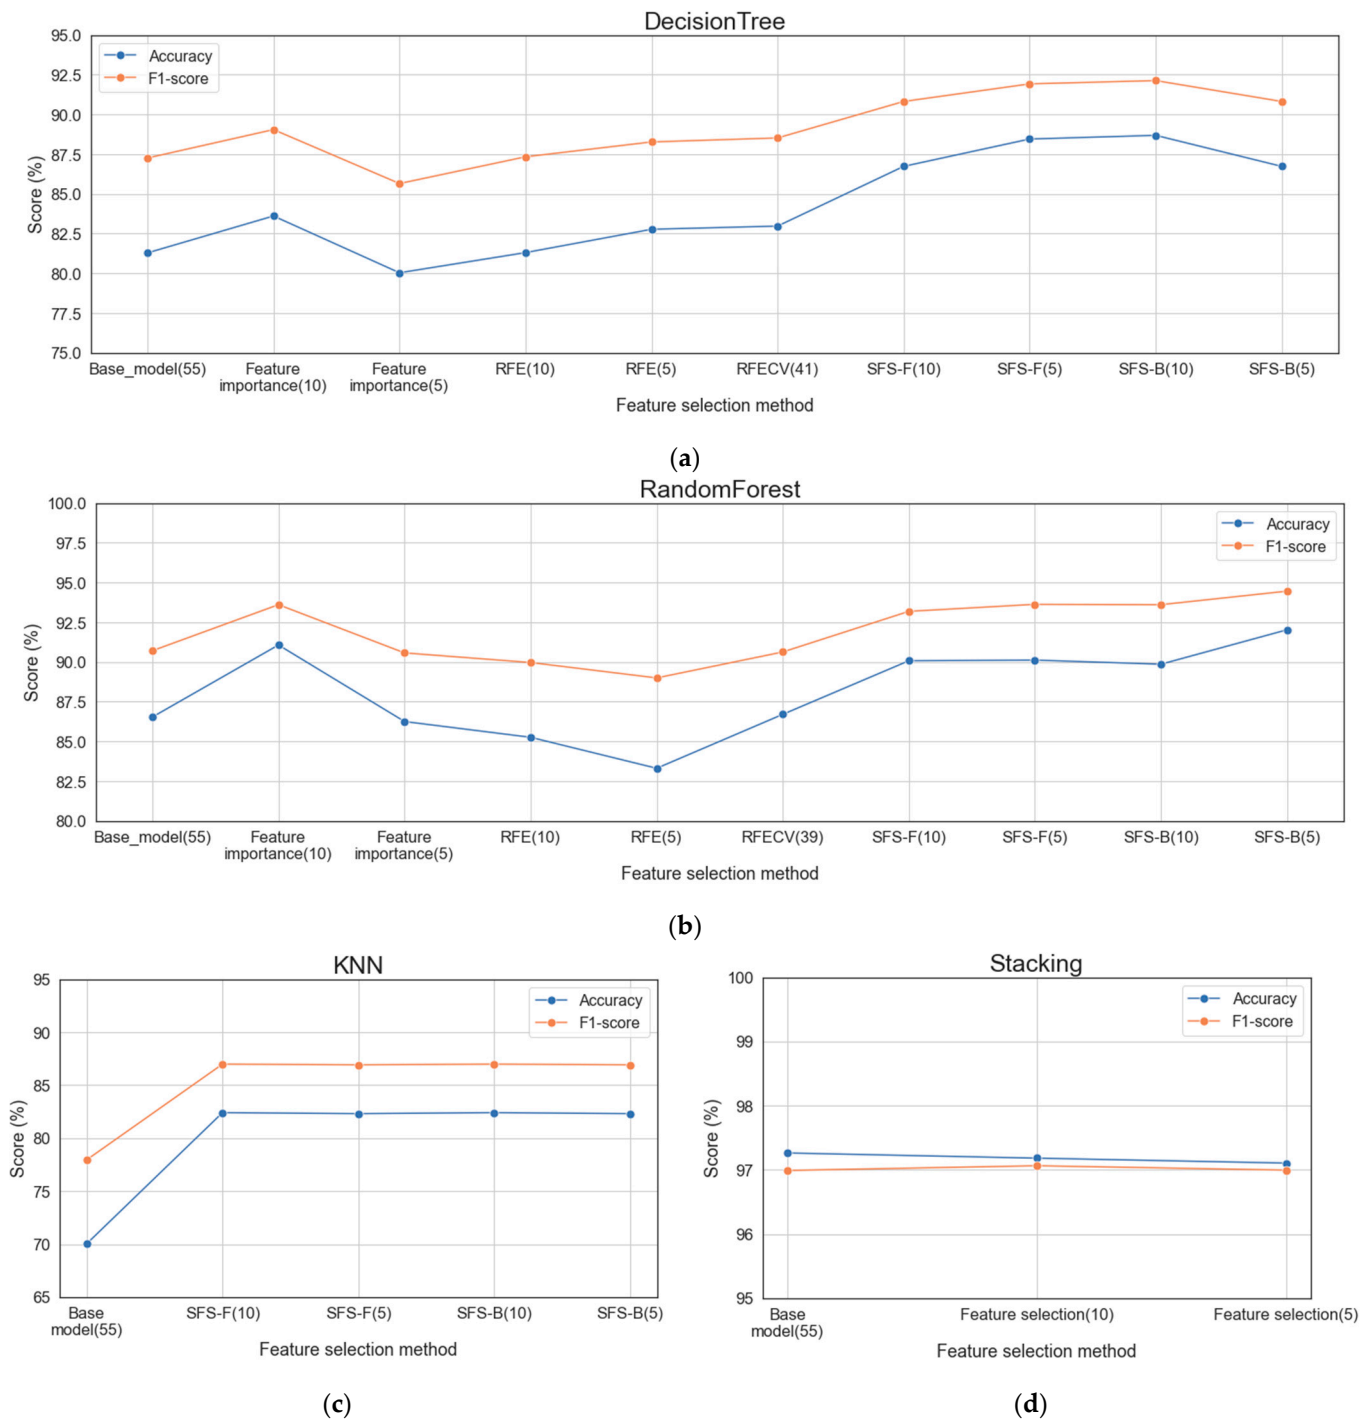 DecisionTree
95.0
92.5
90.0
87.5
85.0
82.5
80.0
77.5
75.0
Score (%)
Accuracy
F1-score
Base_model(55)
Feature
importance(10)
Feature
importance(5)
RFE(10)
RFE(5)
RFECV(41)
SFS-F(10)
SFS-F(5)
SFS-B(10)
SFS-B(5)
Feature selection method
(a)
RandomForest
100.0
97.5
95.0
92.5
90.0
87.5
85.0
82.5
80.0
Score (%)
Accuracy
F1-score
Base_model(55)
Feature
importance(10)
Feature
importance(5)
RFE(10)
RFE(5)
RFECV(39)
SFS-F(10)
SFS-F(5)
SFS-B(10)
SFS-B(5)
Feature selection method
(b)
KNN
95
90
85
80
75
70
65
Score (%)
Accuracy
F1-score
Base
model(55)
SFS-F(10)
SFS-F(5)
SFS-B(10)
SFS-B(5)
Feature selection method
(c)
Stacking
100
99
98
97
96
95
Score (%)
Accuracy
F1-score
Base
model(55)
Feature selection(10)
Feature selection(5)
Feature selection method
(d)